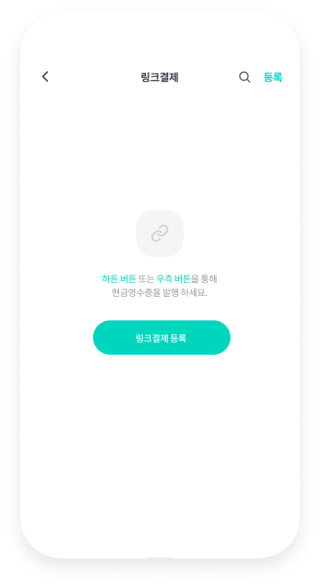 링크결제
등록
하튼 버튼 또는 우측 버튼을 통해
현금영수증을 발행 하세요.
링크결제 등록